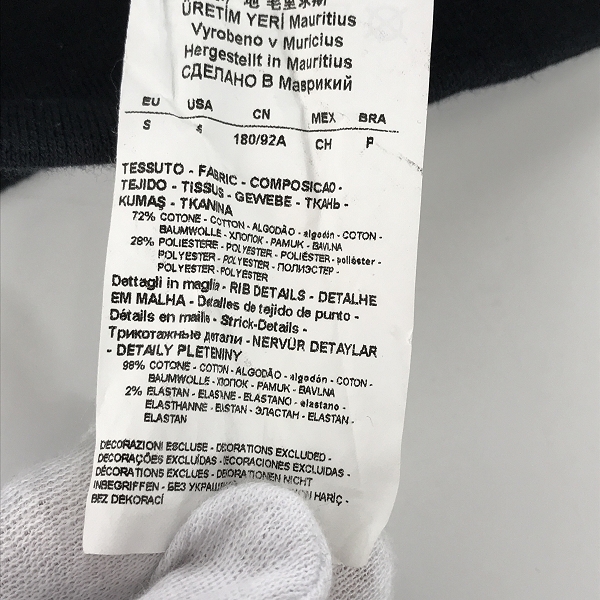 地 毛里求斯
ÜRETİM YERİ Mauritius
Vyrobeno v Muricius
Hergestellt in Mauritius
СДЕЛАНО В Маврикий
EU USA CN MEX BRA
S S 180/92A CH P
TESSUTO - FABRIC - COMPOSICAO -
TEJIDO - TISSUS - GEWEBE - ТКАНЬ -
KUMAŞ - TKANINA
72% COTONE - COTTON - ALGODÃO - algodón - COTON -
BAUMWOLLE - ХЛОПОК - PAMUK - BAVLNA
28% POLIESTERE - POLYESTER - POLIÉSTER - poliéster -
POLYESTER - POLYESTER - ПОЛИЭСТЕР -
POLYESTER - POLYESTER
Dettagli in maglia - RIB DETAILS - DETALHE
EM MALHA - Detalles de tejido de punto -
Détails en maille - Strick-Details -
Трикотажные детали - NERVÜR DETAYLAR
- DETAILY PLETENINY
98% COTONE - COTTON - ALGODÃO - algodón - COTON -
BAUMWOLLE - ХЛОПОК - PAMUK - BAVLNA
2% ELASTAN - ELASTANE - ELASTANO - elastano -
ELASTHANNE - ELASTAN - ЭЛАСТАН - ELASTAN -
ELASTAN
DECORAZIONI ESCLUSE - DECORATIONS EXCLUDED -
DECORAÇÕES EXCLUÍDAS - DECORACIONES EXCLUIDAS -
DÉCORATIONS EXCLUES - DEKORATIONEN NICHT
INBEGRIFFEN - БЕЗ УКРАШ HARİÇ -
BEZ DEKORACÍ